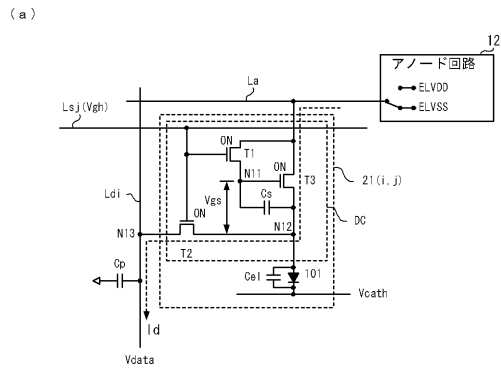 (a)
12
アノード回路
ELVDD
ELVSS
La
Lsj(Vgh)
ON
T1
ON
N11
T3
21(i,j)
Ldi
Vgs
Cs
DC
ON
N13
N12
T2
Cp
Cel
101
Id
Vcath
Vdata